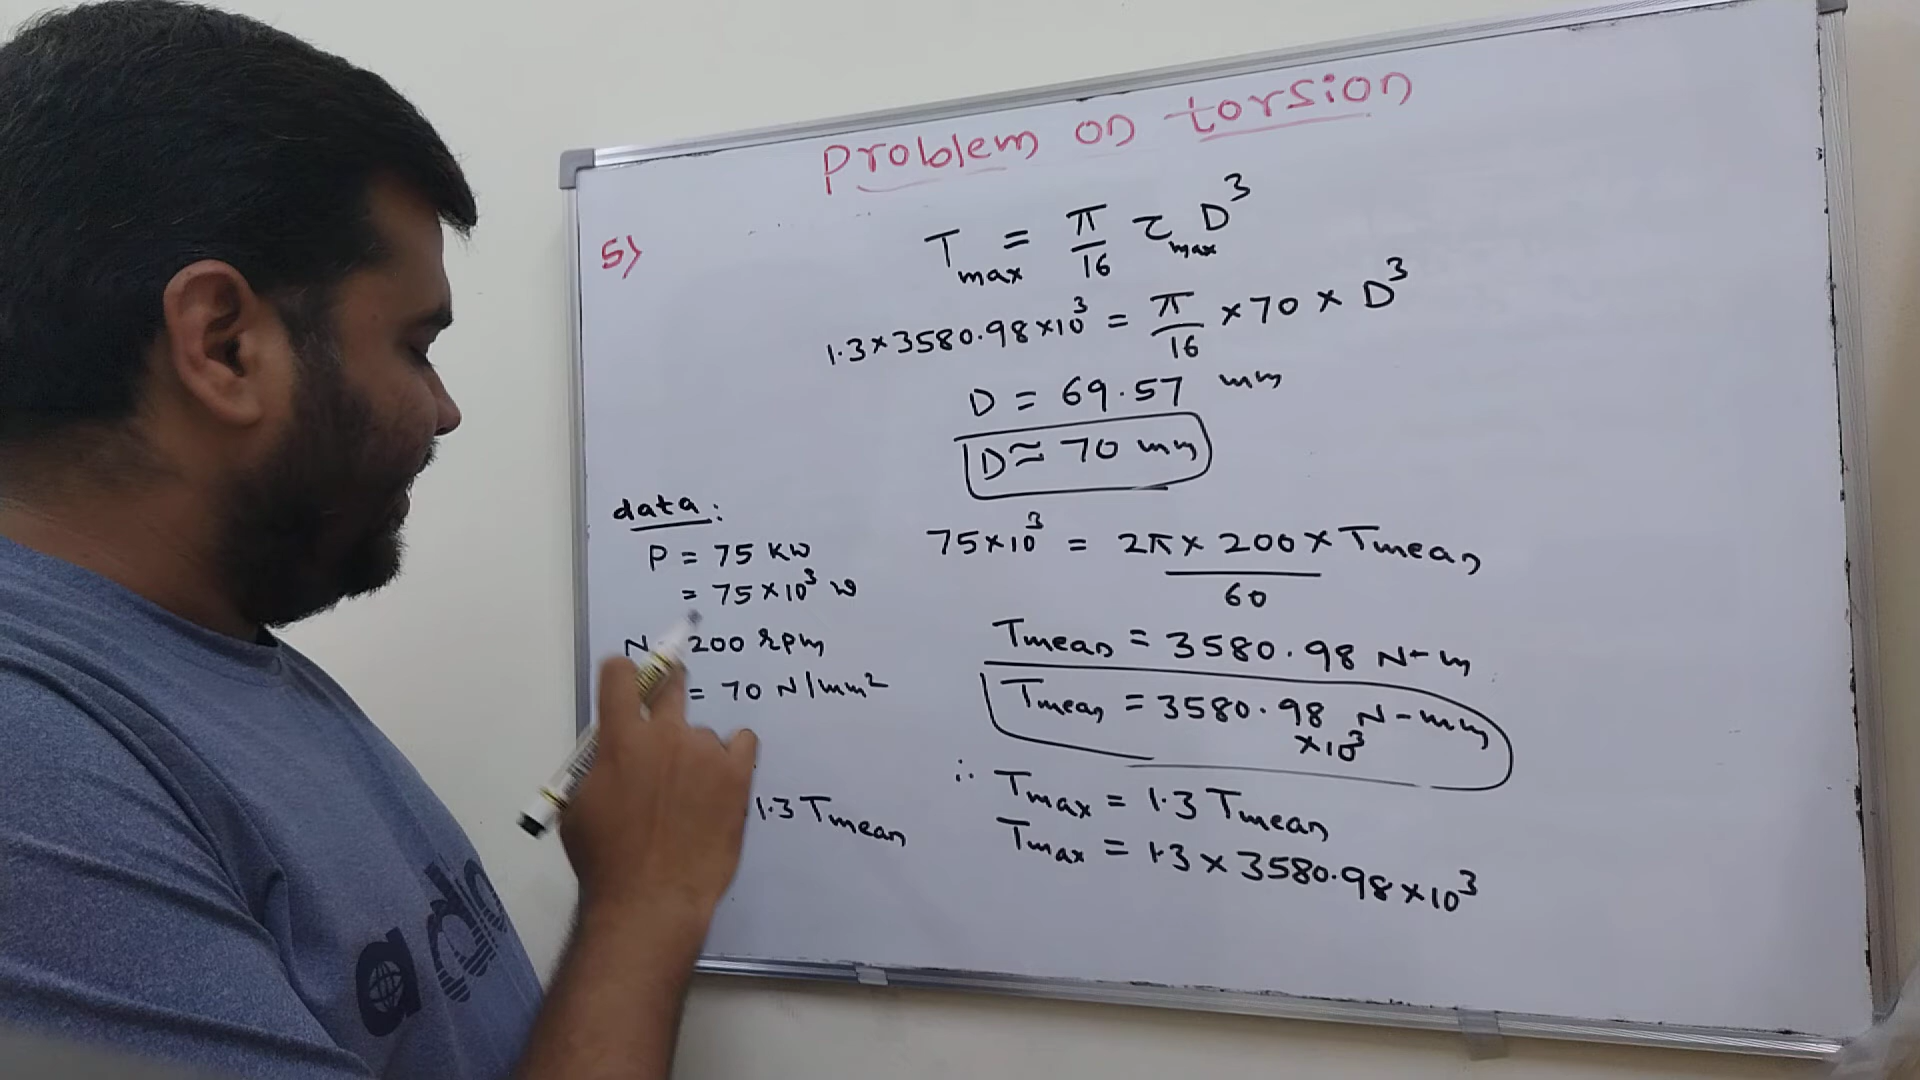 Problem on torsion
5)
T max = π/16 τ max D³
1.3 × 3580.98 × 10³ = π/16 × 70 × D³
D = 69.57 mm
D ≈ 70 mm
data:
P = 75 kw
= 75 × 10³ w
N 200 rpm
= 70 N/mm²
1.3 Tmean
75 × 10³ = 2π × 200 × Tmean / 60
Tmean = 3580.98 N-m
Tmean = 3580.98 × 10³ N-mm
∴ Tmax = 1.3 Tmean
Tmax = 1.3 × 3580.98 × 10³